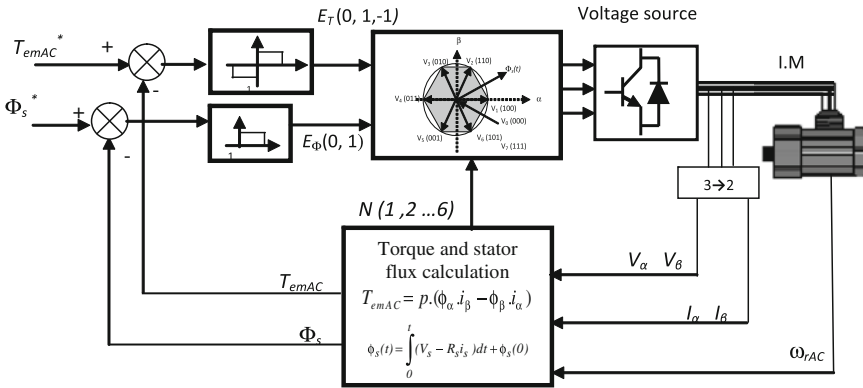 E_T(0, 1,-1)
Voltage source
T_emAC*
+
-
1
β
V₃ (010)
V₂ (110)
Φ_s(t)
V₄ (011)
α
V₁ (100)
V₀ (000)
V₅ (001)
V₆ (101)
V₇ (111)
I.M
Φ_s*
+
-
1
E_Φ(0, 1)
3→2
N (1 ,2 ...6)
Torque and stator
flux calculation
T_emAC = p.(ϕ_α .i_β − ϕ_β .i_α)
ϕ_s(t) = ∫₀ᵗ (V_s − R_s i_s )dt + ϕ_s(0)
T_emAC
Φ_s
V_α V_β
I_α I_β
ω_rAC